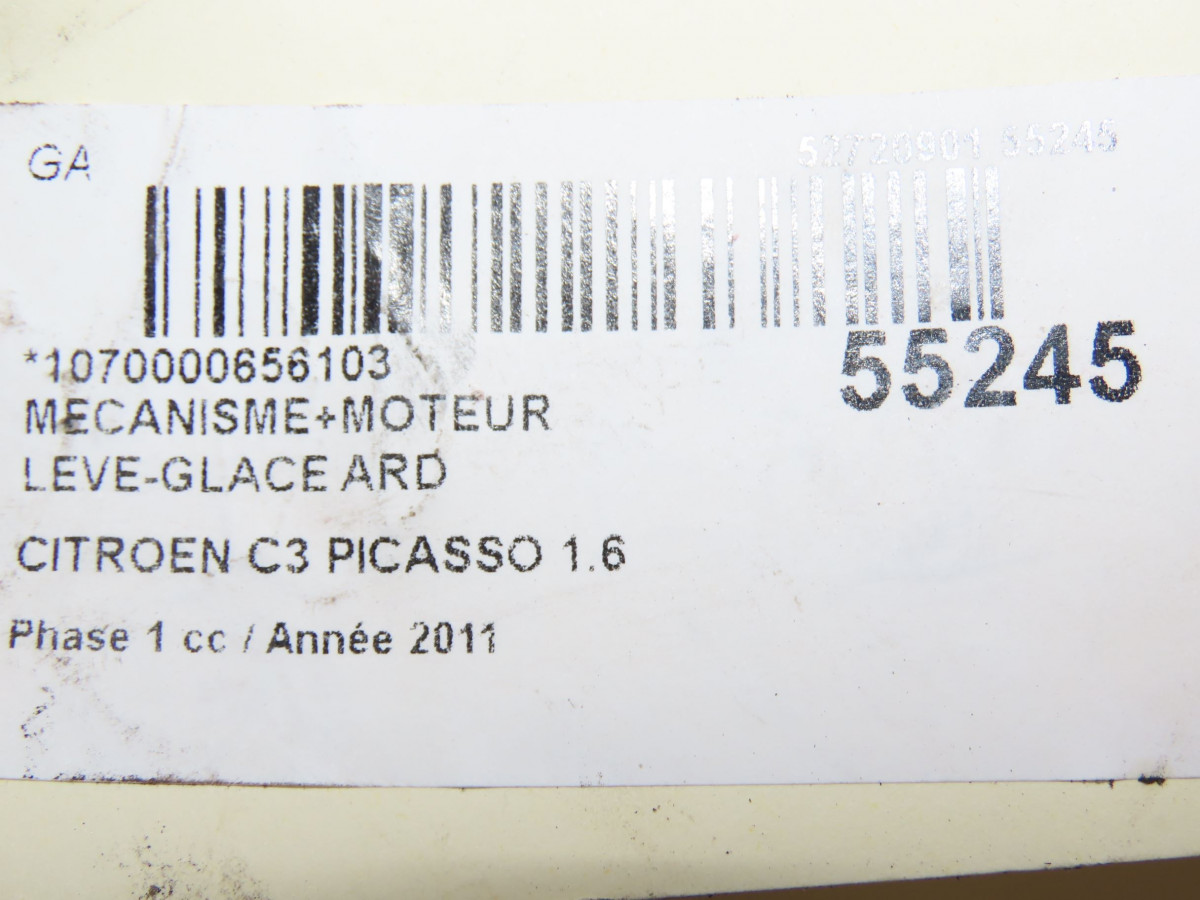 GA
52720901 55245
*1070000656103
55245
MECANISME+MOTEUR
LEVE-GLACE ARD
CITROEN C3 PICASSO 1.6
Phase 1 cc / Année 2011